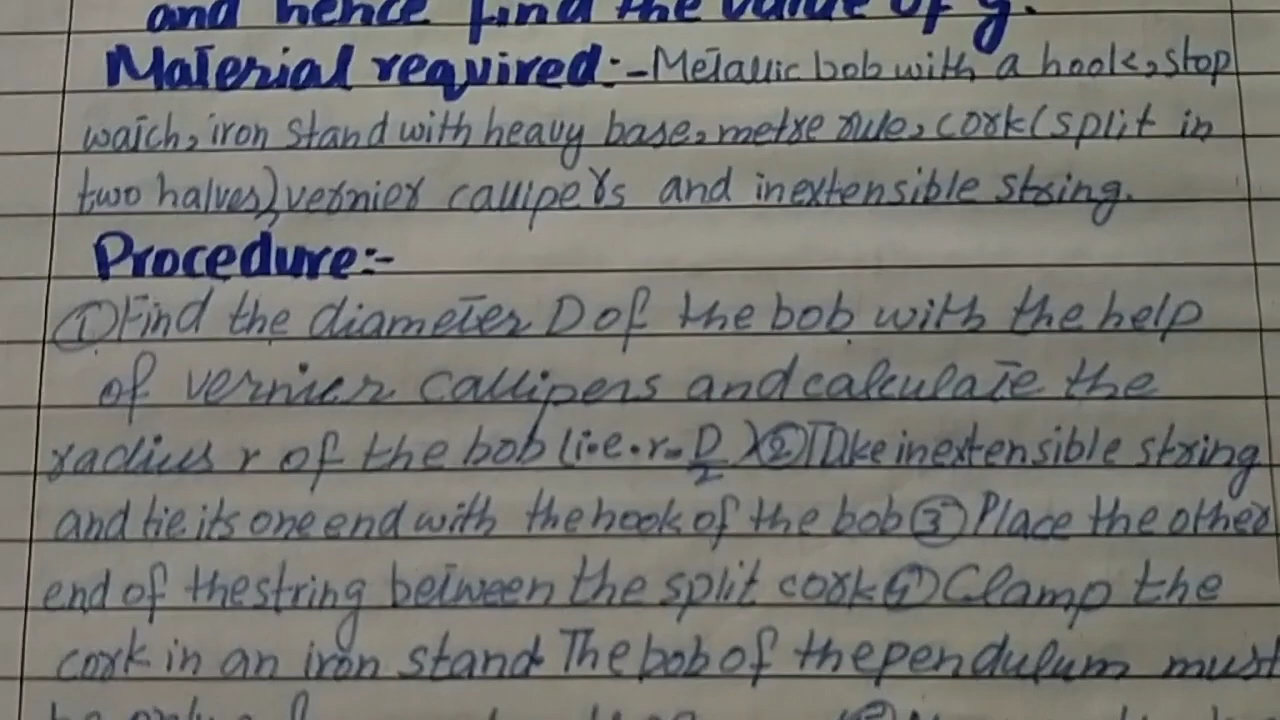 and hence find the value of g.
Material required:- Metallic bob with a hook, stop
watch, iron stand with heavy base, metre rule, cork (split in
two halves), vernier callipers and inextensible string.
Procedure:-
① Find the diameter D of the bob with the help
of vernier callipers and calculate the
radius r of the bob (i.e. r = D/2) ② Take inextensible string
and tie its one end with the hook of the bob ③ Place the other
end of the string between the split cork ④ Clamp the
cork in an iron stand The bob of the pendulum must
be only